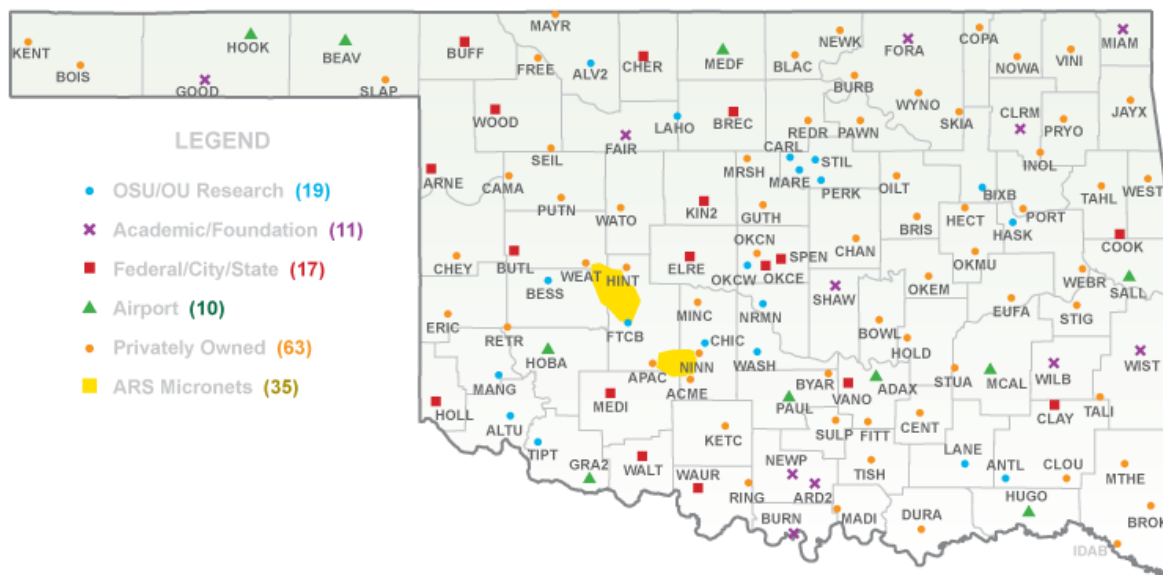 MAYR
KENT
BOIS
HOOK
GOOD
BEAV
SLAP
BUFF
FREE
ALV2
CHER
MEDF
BLAC
NEWK
BURB
FORA
WYNO
COPA
NOWA
VINI
MIAM
JAYX
WOOD
LAHO
BREC
REDR
PAWN
SKIA
CLRM
PRYO
INOL
LEGEND
SEIL
FAIR
CARL
STIL
MARE
PERK
MRSH
ARNE
CAMA
PUTN
WATO
KIN2
GUTH
OILT
BIXB
TAHL
WEST
OSU/OU Research (19)
Academic/Foundation (11)
Federal/City/State (17)
Airport (10)
Privately Owned (63)
ARS Micronets (35)
BRIS
HECT
PORT
HASK
COOK
CHEY
BUTL
BESS
WEAT
HINT
ELRE
OKCN
OKCW
OKCE
SPEN
CHAN
OKMU
OKEM
WEBR
SALL
SHAW
EUFA
STIG
ERIC
RETR
FTCB
MINC
NRMN
BOWL
HOLD
HOBA
CHIC
NINN
WASH
APAC
ACME
MANG
BYAR
VANO
ADAX
STUA
MCAL
WILB
WIST
HOLL
ALTU
MEDI
PAUL
SULP
FITT
CENT
CLAY
TALI
TIPT
KETC
GRA2
WALT
WAUR
RING
NEWP
ARD2
TISH
LANE
ANTL
CLOU
MTHE
BURN
MADI
DURA
HUGO
BROK
IDAB